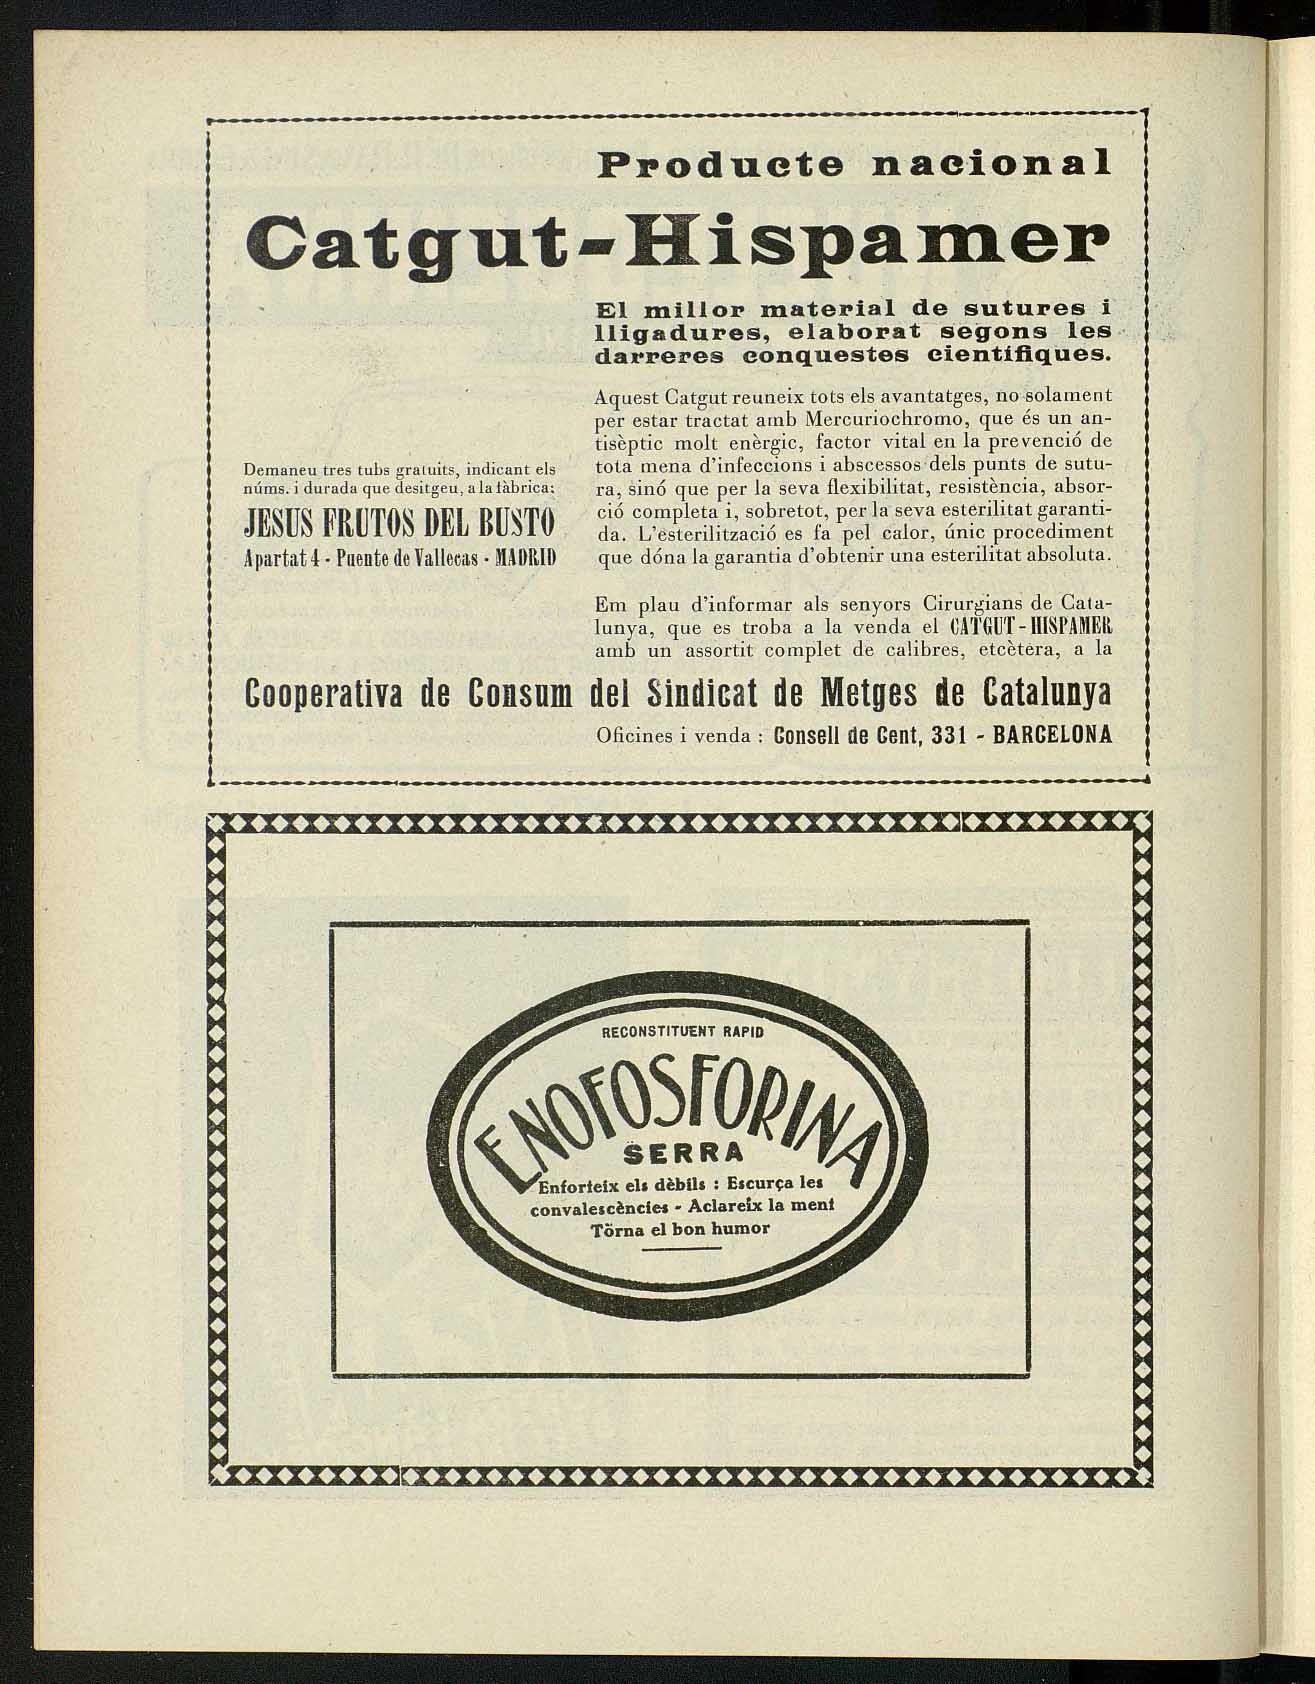 Producte nacional
Catgut-Hispamer
El millor material de sutures i
lligadures, elaborat segons les
darreres conquestes científiques.
Aquest Catgut reuneix tots els avantatges, no solament
per estar tractat amb Mercuriochromo, que és un an-
tisèptic molt enèrgic, factor vital en la prevenció de
tota mena d'infeccions i abscessos dels punts de sutu-
ra, sinó que per la seva flexibilitat, resistència, absor-
ció completa i, sobretot, per la seva esterilitat garanti-
da. L'esterilització es fa pel calor, únic procediment
que dóna la garantia d'obtenir una esterilitat absoluta.
Demaneu tres tubs gratuits, indicant els
núms. i durada que desitgeu, a la fàbrica:
JESUS FRUTOS DEL BUSTO
Apartat 4 - Puente de Vallecas - MADRID
Em plau d'informar als senyors Cirurgians de Cata-
lunya, que es troba a la venda el CATGUT-HISPAMER
amb un assortit complet de calibres, etcètera, a la
Cooperativa de Consum del Sindicat de Metges de Catalunya
Oficines i venda : Consell de Cent, 331 - BARCELONA
RECONSTITUENT RAPID
ENOFOSFORINA
SERRA
Enforteix els dèbils : Escurça les
convalescències - Aclareix la ment
Törna el bon humor